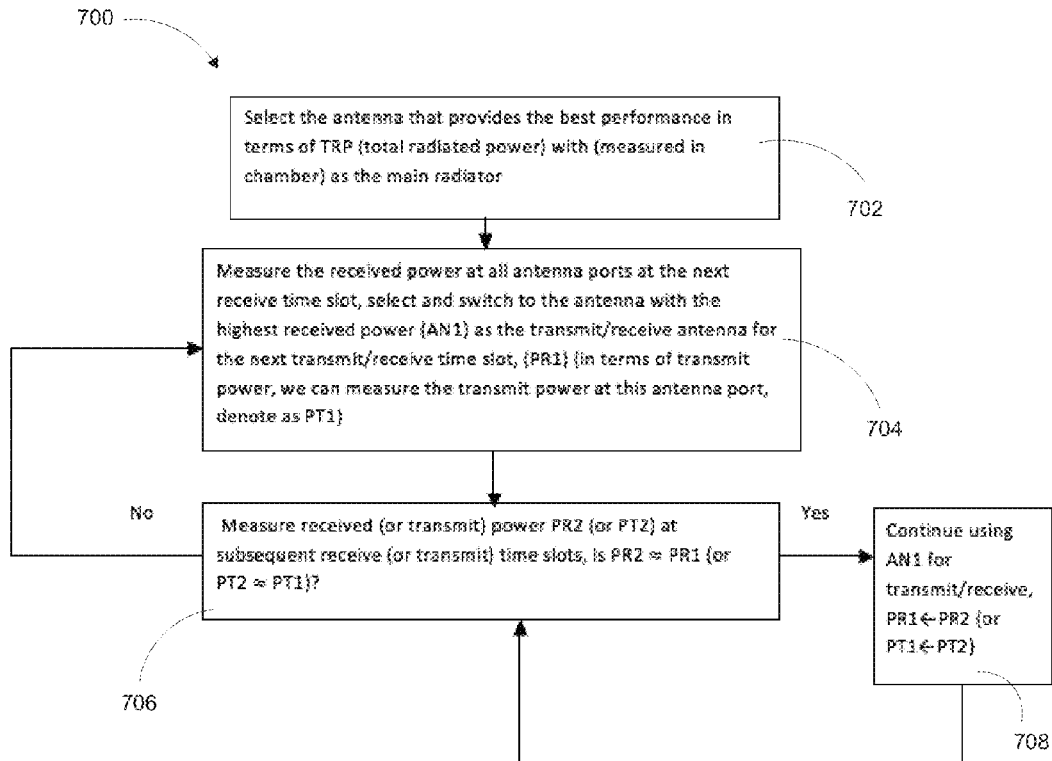 700
Select the antenna that provides the best performance in
terms of TRP (total radiated power) with (measured in
chamber) as the main radiator
702
Measure the received power at all antenna ports at the next
receive time slot, select and switch to the antenna with the
highest received power (AN1) as the transmit/receive antenna for
the next transmit/receive time slot, (PR1) (in terms of transmit
power, we can measure the transmit power at this antenna port,
denote as PT1)
704
No
Measure received (or transmit) power PR2 (or PT2) at
subsequent receive (or transmit) time slots, is PR2 ≈ PR1 (or
PT2 ≈ PT1)?
706
Yes
Continue using
AN1 for
transmit/receive,
PR1←PR2 (or
PT1←PT2)
708